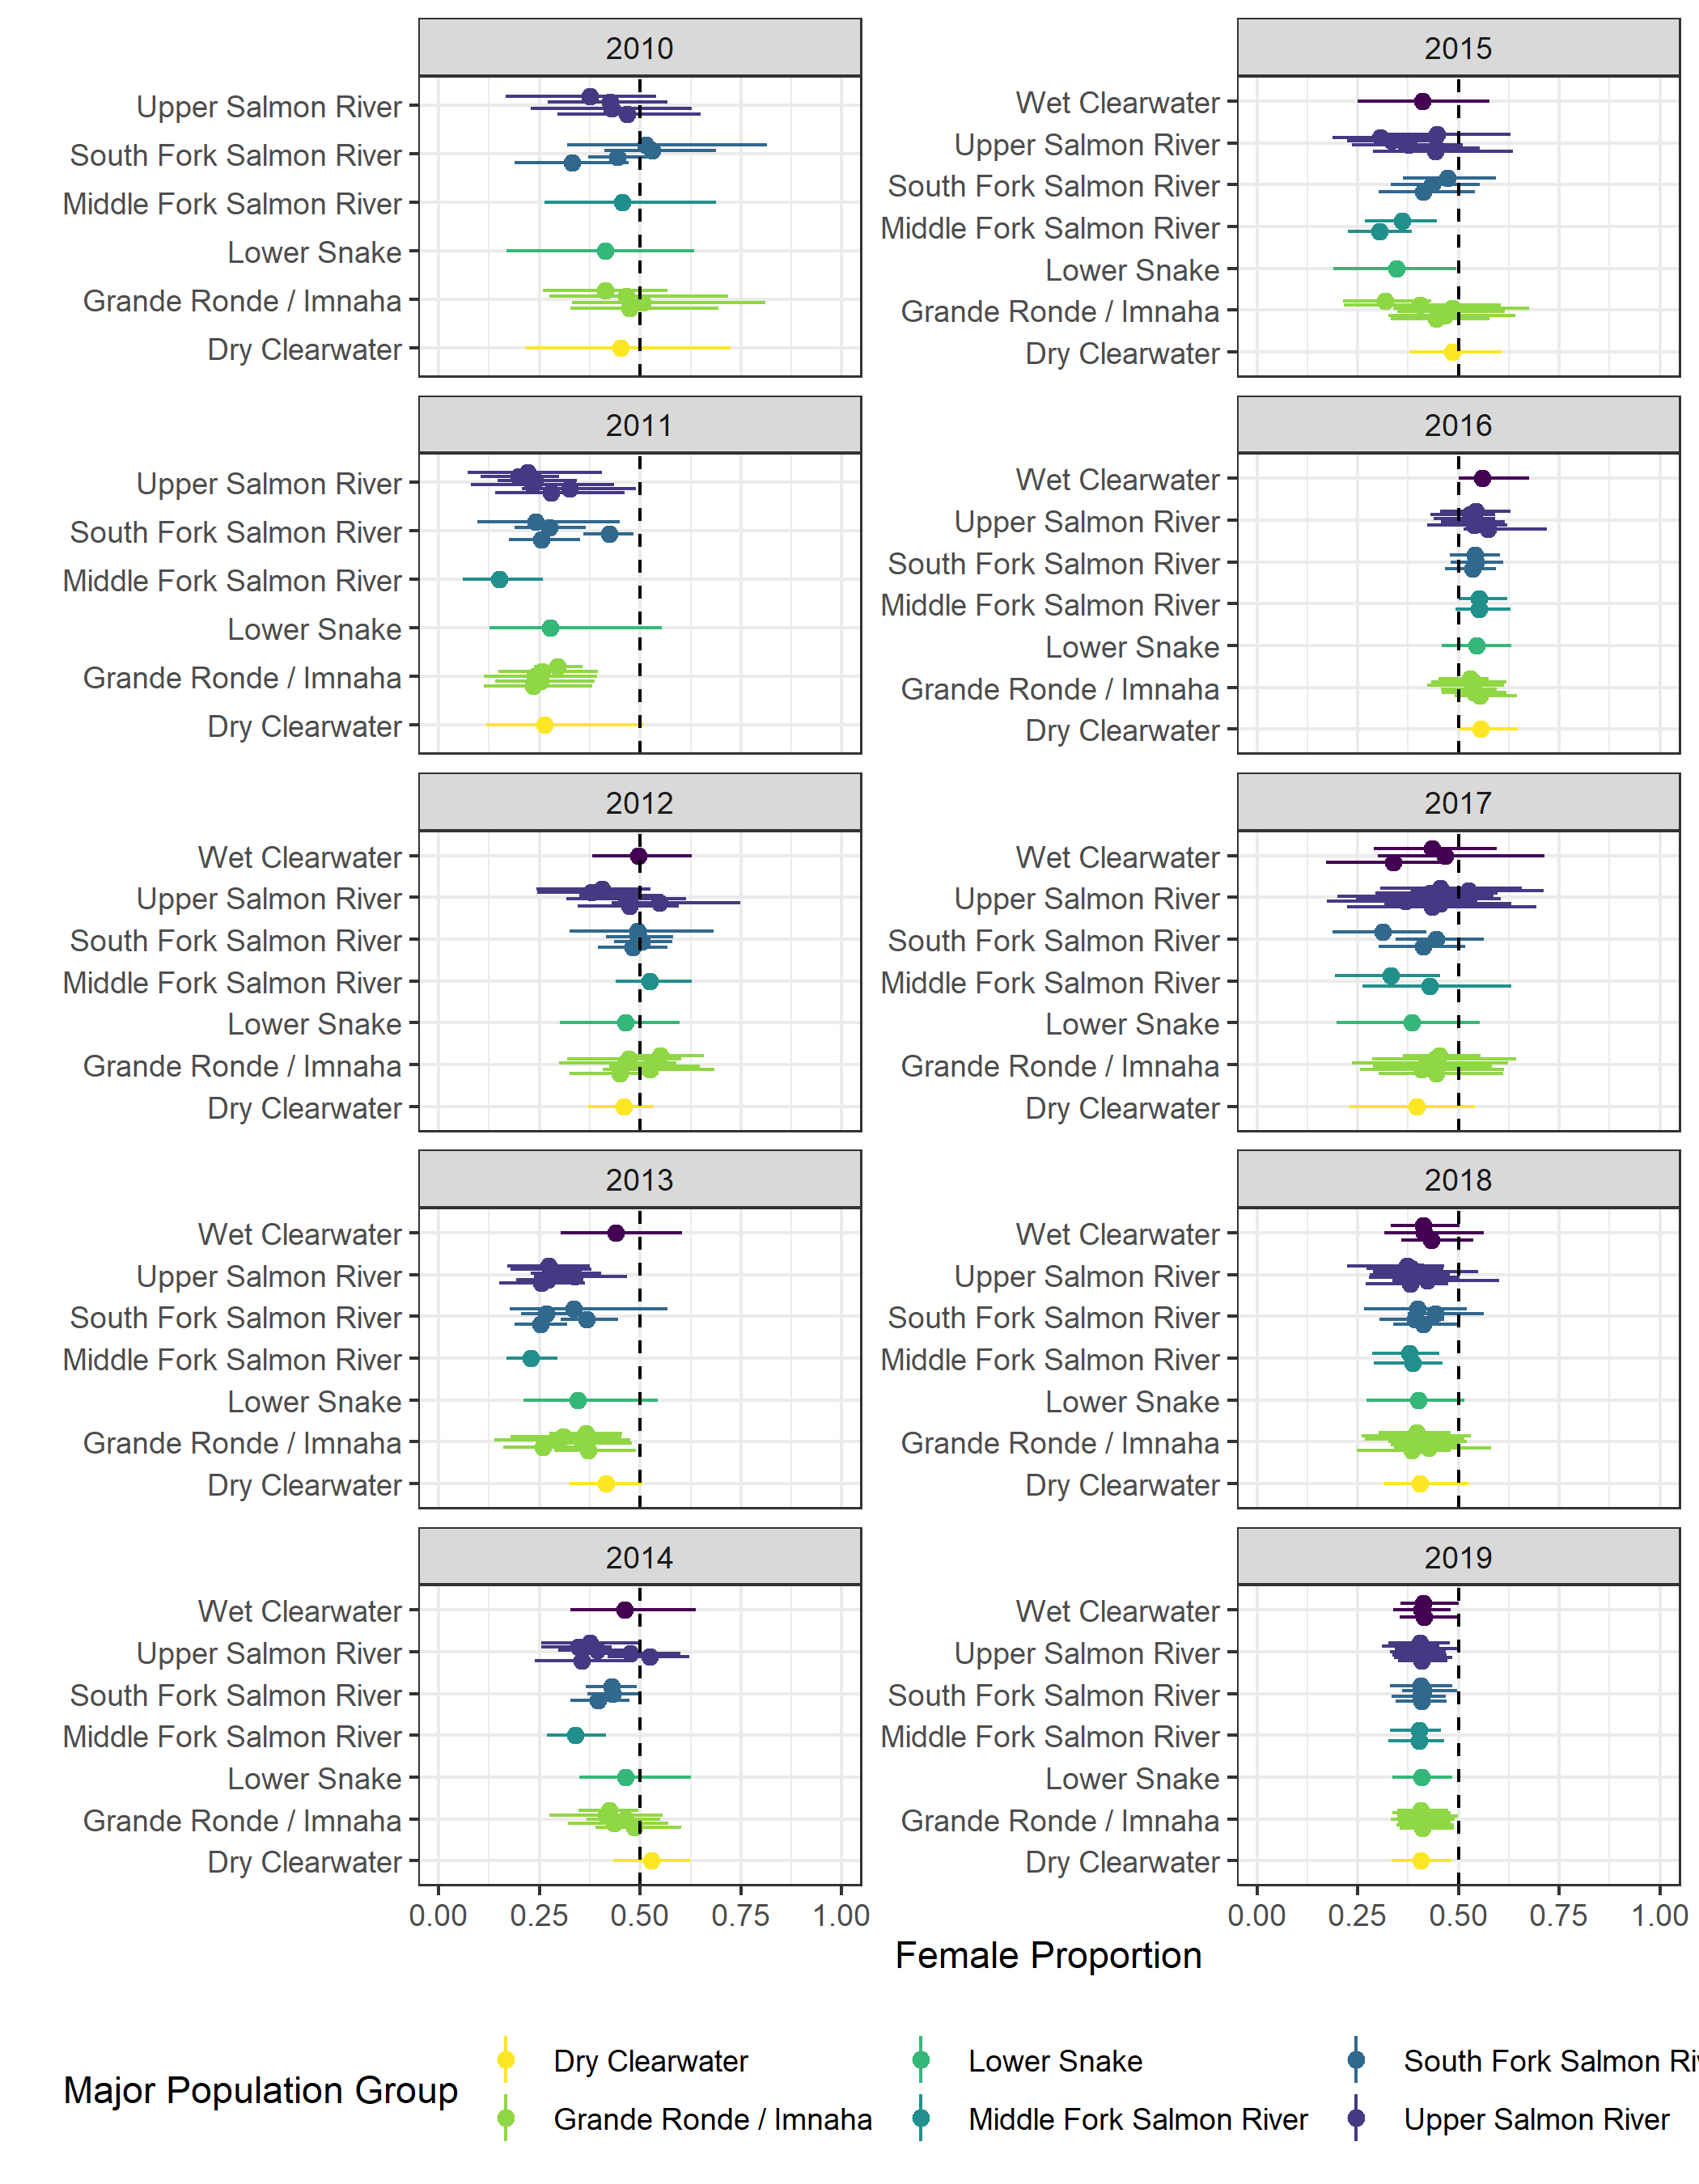 2010
Upper Salmon River
South Fork Salmon River
Middle Fork Salmon River
Lower Snake
Grande Ronde / Imnaha
Dry Clearwater
2015
Wet Clearwater
Upper Salmon River
South Fork Salmon River
Middle Fork Salmon River
Lower Snake
Grande Ronde / Imnaha
Dry Clearwater
2011
Upper Salmon River
South Fork Salmon River
Middle Fork Salmon River
Lower Snake
Grande Ronde / Imnaha
Dry Clearwater
2016
Wet Clearwater
Upper Salmon River
South Fork Salmon River
Middle Fork Salmon River
Lower Snake
Grande Ronde / Imnaha
Dry Clearwater
2012
Wet Clearwater
Upper Salmon River
South Fork Salmon River
Middle Fork Salmon River
Lower Snake
Grande Ronde / Imnaha
Dry Clearwater
2017
Wet Clearwater
Upper Salmon River
South Fork Salmon River
Middle Fork Salmon River
Lower Snake
Grande Ronde / Imnaha
Dry Clearwater
2013
Wet Clearwater
Upper Salmon River
South Fork Salmon River
Middle Fork Salmon River
Lower Snake
Grande Ronde / Imnaha
Dry Clearwater
2018
Wet Clearwater
Upper Salmon River
South Fork Salmon River
Middle Fork Salmon River
Lower Snake
Grande Ronde / Imnaha
Dry Clearwater
2014
Wet Clearwater
Upper Salmon River
South Fork Salmon River
Middle Fork Salmon River
Lower Snake
Grande Ronde / Imnaha
Dry Clearwater
0.00 0.25 0.50 0.75 1.00
2019
Wet Clearwater
Upper Salmon River
South Fork Salmon River
Middle Fork Salmon River
Lower Snake
Grande Ronde / Imnaha
Dry Clearwater
0.00 0.25 0.50 0.75 1.00
Female Proportion
Major Population Group
Dry Clearwater
Grande Ronde / Imnaha
Lower Snake
Middle Fork Salmon River
South Fork Salmon Ri
Upper Salmon River